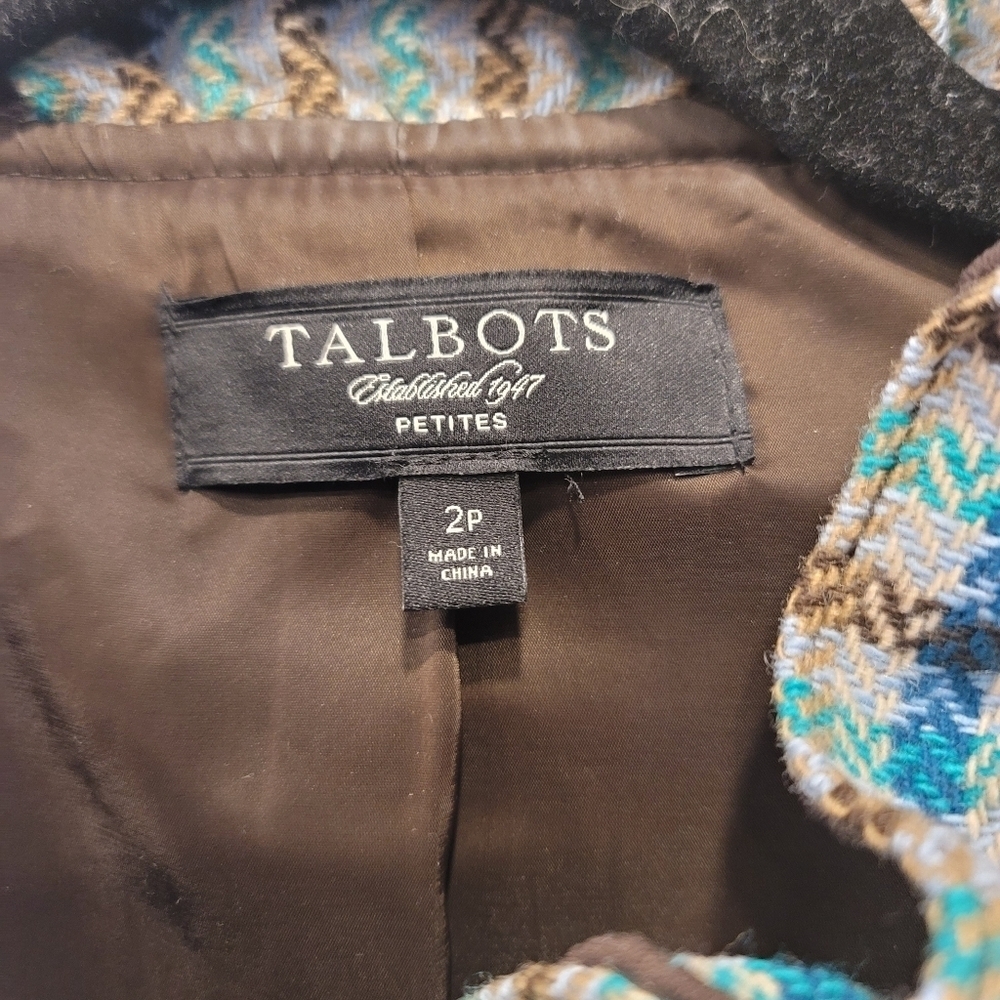 TALBOTS
Established 1947
PETITES
2P
MADE IN
CHINA